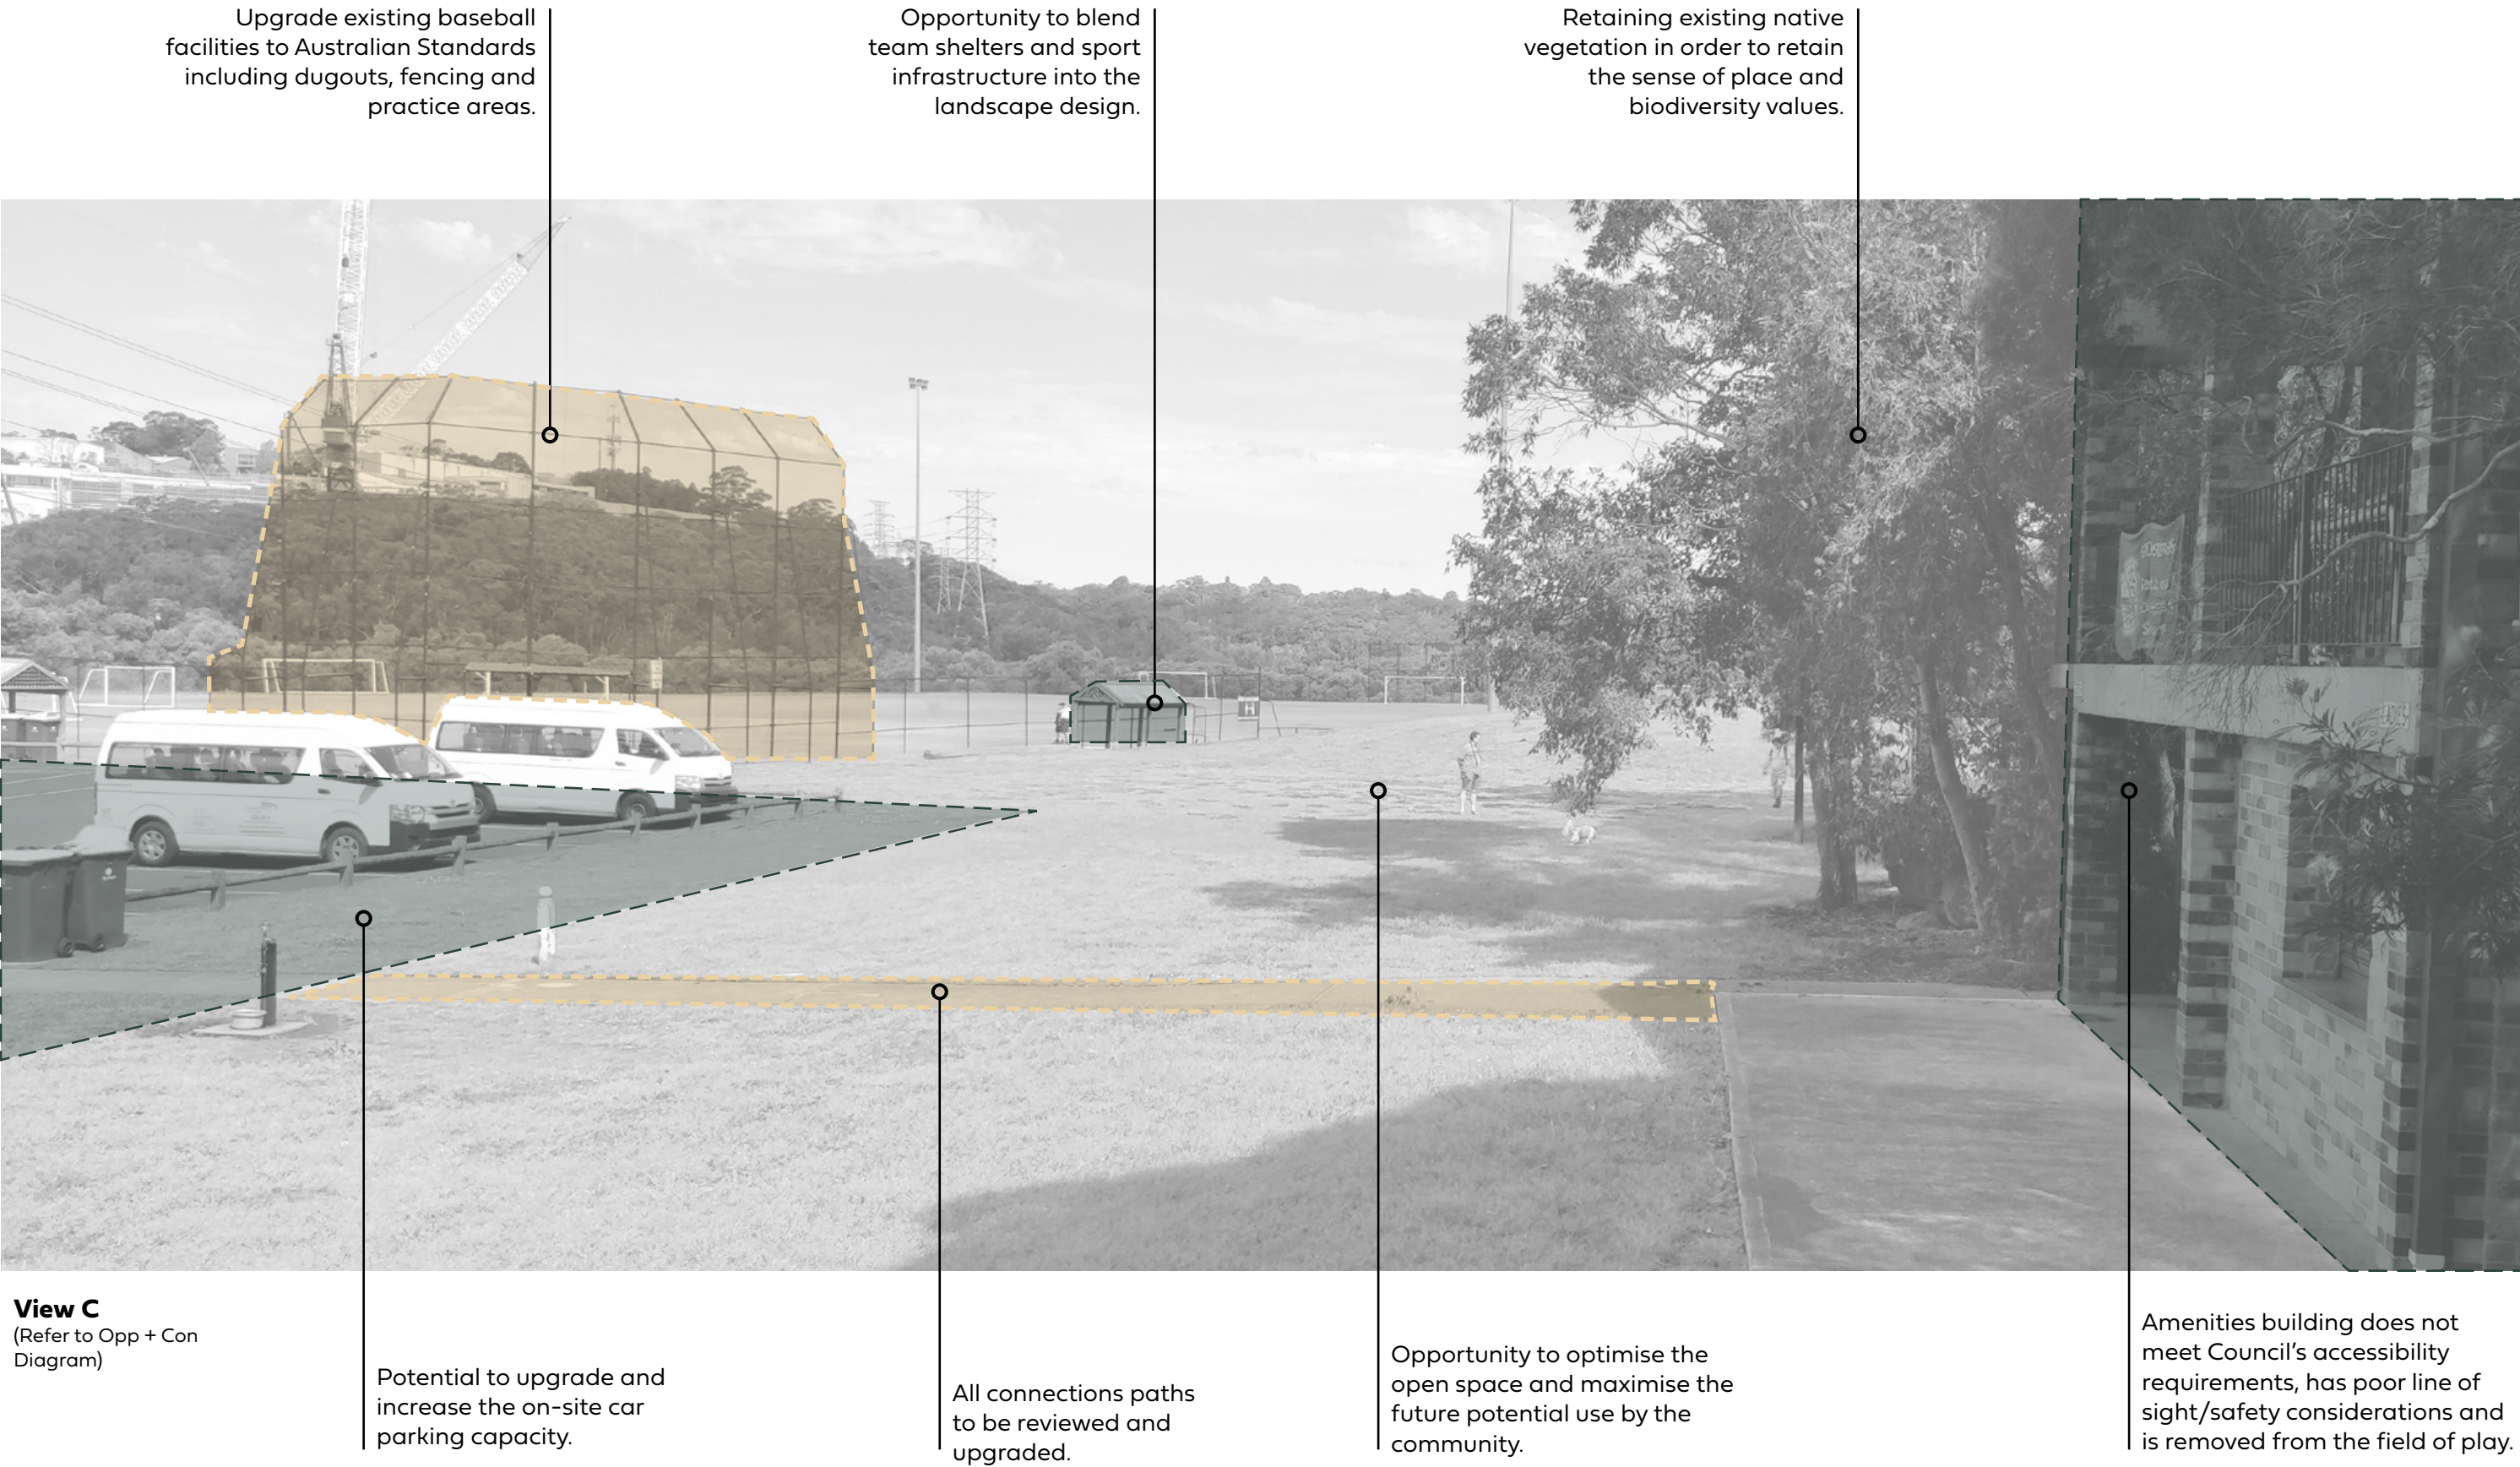 Upgrade existing baseball
facilities to Australian Standards
including dugouts, fencing and
practice areas.
Opportunity to blend
team shelters and sport
infrastructure into the
landscape design.
Retaining existing native
vegetation in order to retain
the sense of place and
biodiversity values.
View C
(Refer to Opp + Con
Diagram)
Potential to upgrade and
increase the on-site car
parking capacity.
All connections paths
to be reviewed and
upgraded.
Opportunity to optimise the
open space and maximise the
future potential use by the
community.
Amenities building does not
meet Council’s accessibility
requirements, has poor line of
sight/safety considerations and
is removed from the field of play.